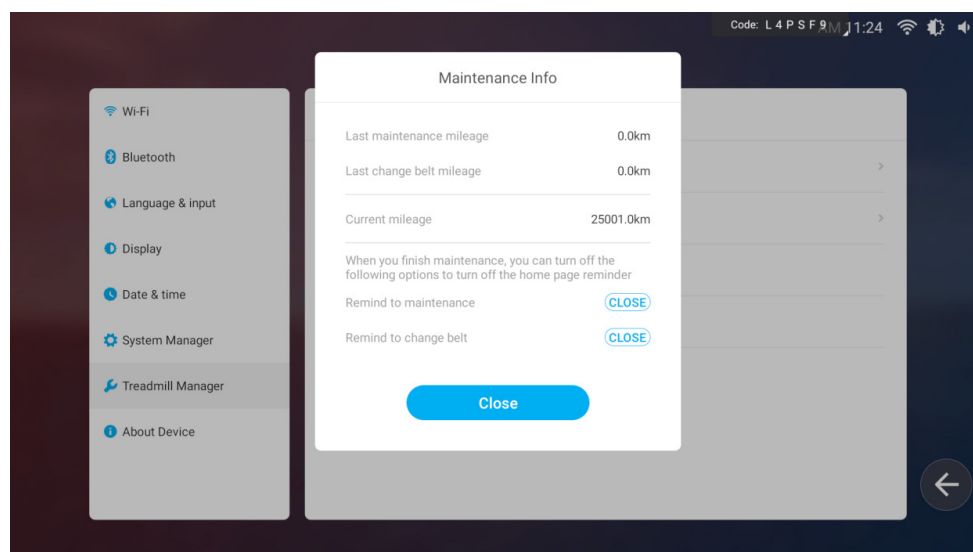 Code: L 4 P S F 9
AM 11:24
Maintenance Info
Wi-Fi
Bluetooth
Language & input
Display
Date & time
System Manager
Treadmill Manager
About Device
Last maintenance mileage 0.0km
Last change belt mileage 0.0km
Current mileage 25001.0km
When you finish maintenance, you can turn off the
following options to turn off the home page reminder
Remind to maintenance CLOSE
Remind to change belt CLOSE
Close